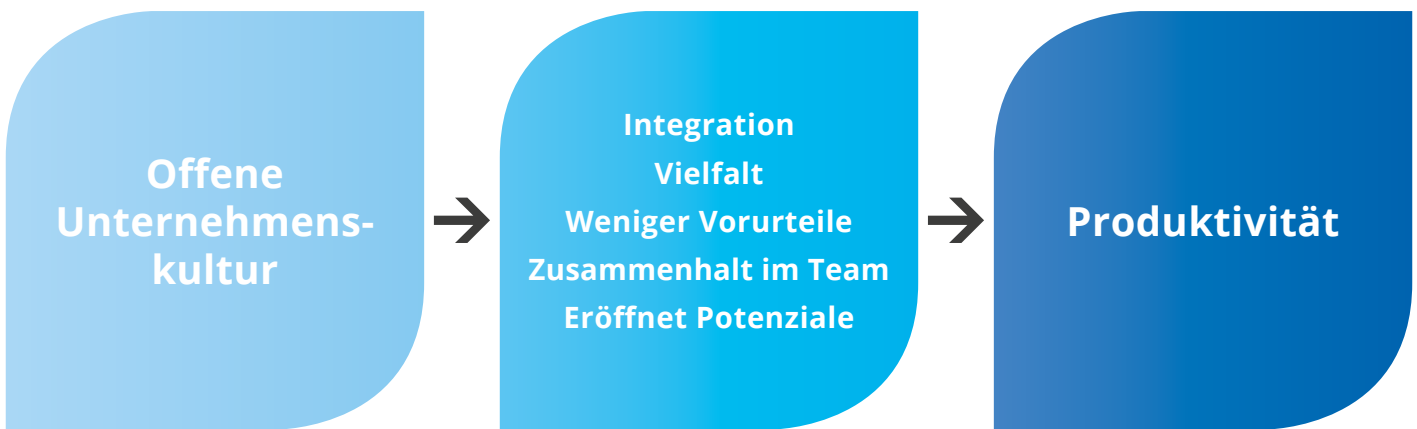 Offene
Unternehmens-
kultur
Integration
Vielfalt
Weniger Vorurteile
Zusammenhalt im Team
Eröffnet Potenziale
Produktivität